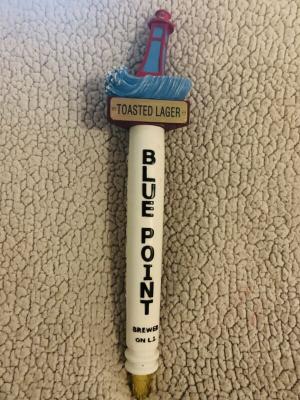 TOASTED LAGER
BLUE POINT
BREWED
ON L.I.